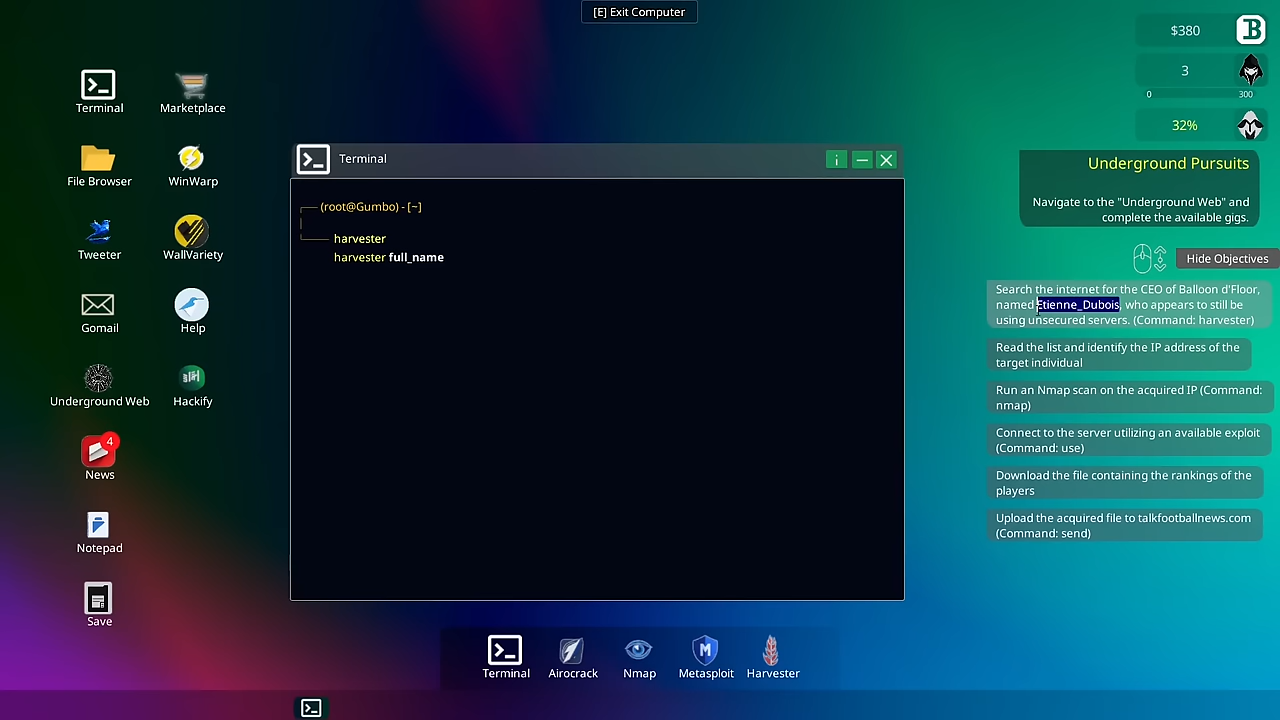 [E] Exit Computer
$380
B
3
0
300
32%
Underground Pursuits
Navigate to the "Underground Web" and
complete the available gigs.
Hide Objectives
Search the internet for the CEO of Balloon d'Floor,
named Etienne_Dubois, who appears to still be
using unsecured servers. (Command: harvester)
Read the list and identify the IP address of the
target individual
Run an Nmap scan on the acquired IP (Command:
nmap)
Connect to the server utilizing an available exploit
(Command: use)
Download the file containing the rankings of the
players
Upload the acquired file to talkfootballnews.com
(Command: send)
Terminal
Marketplace
File Browser
WinWarp
Tweeter
WallVariety
Gomail
Help
Underground Web
Hackify
4
News
Notepad
Save
Terminal
i
(root@Gumbo) - [~]
harvester
harvester full_name
M
Terminal
Airocrack
Nmap
Metasploit
Harvester